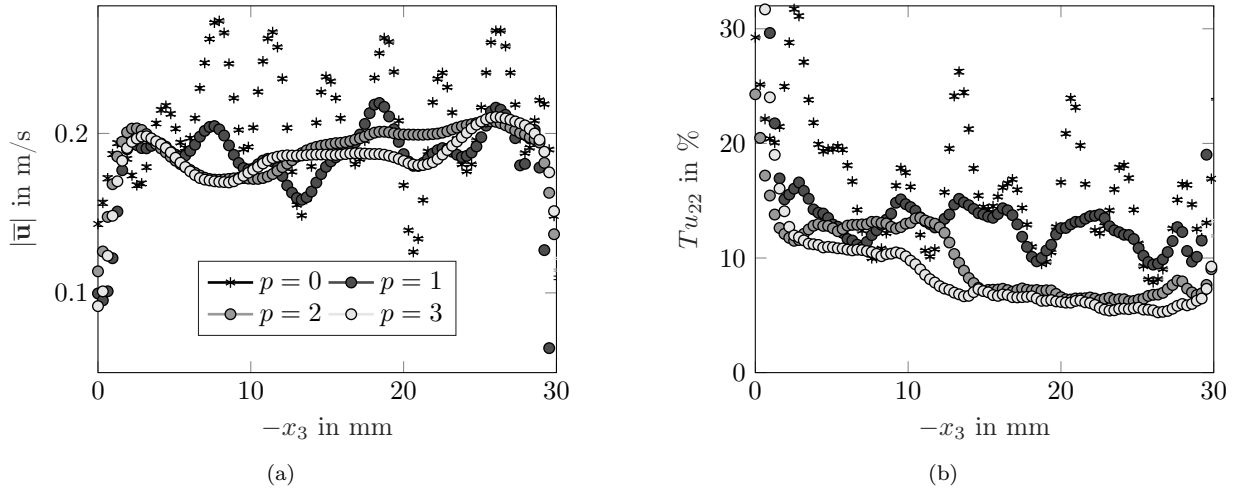 0.2
0.1
|u̅| in m/s
p = 0 p = 1
p = 2 p = 3
0 10 20 30
−x₃ in mm
(a)
30
20
10
0
Tu₂₂ in %
0 10 20 30
−x₃ in mm
(b)